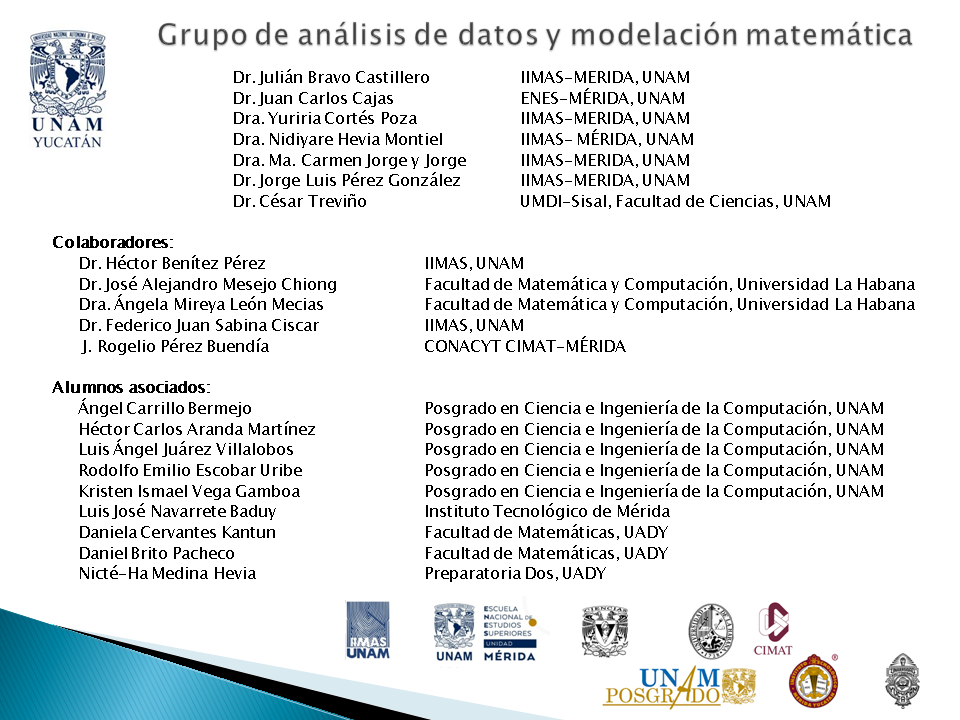 Grupo de análisis de datos y modelación matemática
UNAM
YUCATÁN
Dr. Julián Bravo Castillero IIMAS-MERIDA, UNAM
Dr. Juan Carlos Cajas ENES-MÉRIDA, UNAM
Dra. Yuriria Cortés Poza IIMAS-MERIDA, UNAM
Dra. Nidiyare Hevia Montiel IIMAS- MÉRIDA, UNAM
Dra. Ma. Carmen Jorge y Jorge IIMAS-MERIDA, UNAM
Dr. Jorge Luis Pérez González IIMAS-MERIDA, UNAM
Dr. César Treviño UMDI-Sisal, Facultad de Ciencias, UNAM
Colaboradores:
Dr. Héctor Benítez Pérez IIMAS, UNAM
Dr. José Alejandro Mesejo Chiong Facultad de Matemática y Computación, Universidad La Habana
Dra. Ángela Mireya León Mecias Facultad de Matemática y Computación, Universidad La Habana
Dr. Federico Juan Sabina Ciscar IIMAS, UNAM
J. Rogelio Pérez Buendía CONACYT CIMAT-MÉRIDA
Alumnos asociados:
Ángel Carrillo Bermejo Posgrado en Ciencia e Ingeniería de la Computación, UNAM
Héctor Carlos Aranda Martínez Posgrado en Ciencia e Ingeniería de la Computación, UNAM
Luis Ángel Juárez Villalobos Posgrado en Ciencia e Ingeniería de la Computación, UNAM
Rodolfo Emilio Escobar Uribe Posgrado en Ciencia e Ingeniería de la Computación, UNAM
Kristen Ismael Vega Gamboa Posgrado en Ciencia e Ingeniería de la Computación, UNAM
Luis José Navarrete Baduy Instituto Tecnológico de Mérida
Daniela Cervantes Kantun Facultad de Matemáticas, UADY
Daniel Brito Pacheco Facultad de Matemáticas, UADY
Nicté-Ha Medina Hevia Preparatoria Dos, UADY
IIMAS
UNAM
UNAM
ESCUELA
NACIONAL DE
ESTUDIOS
SUPERIORES
UNIDAD
MÉRIDA
CIENCIAS
CIMAT
UNAM
POSGRADO